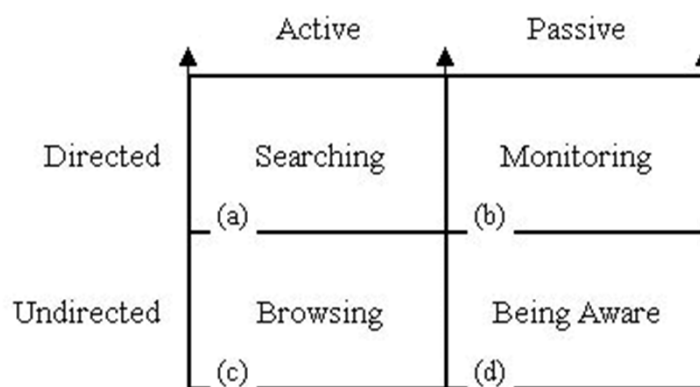 Active Passive
Directed Searching Monitoring
(a) (b)
Undirected Browsing Being Aware
(c) (d)